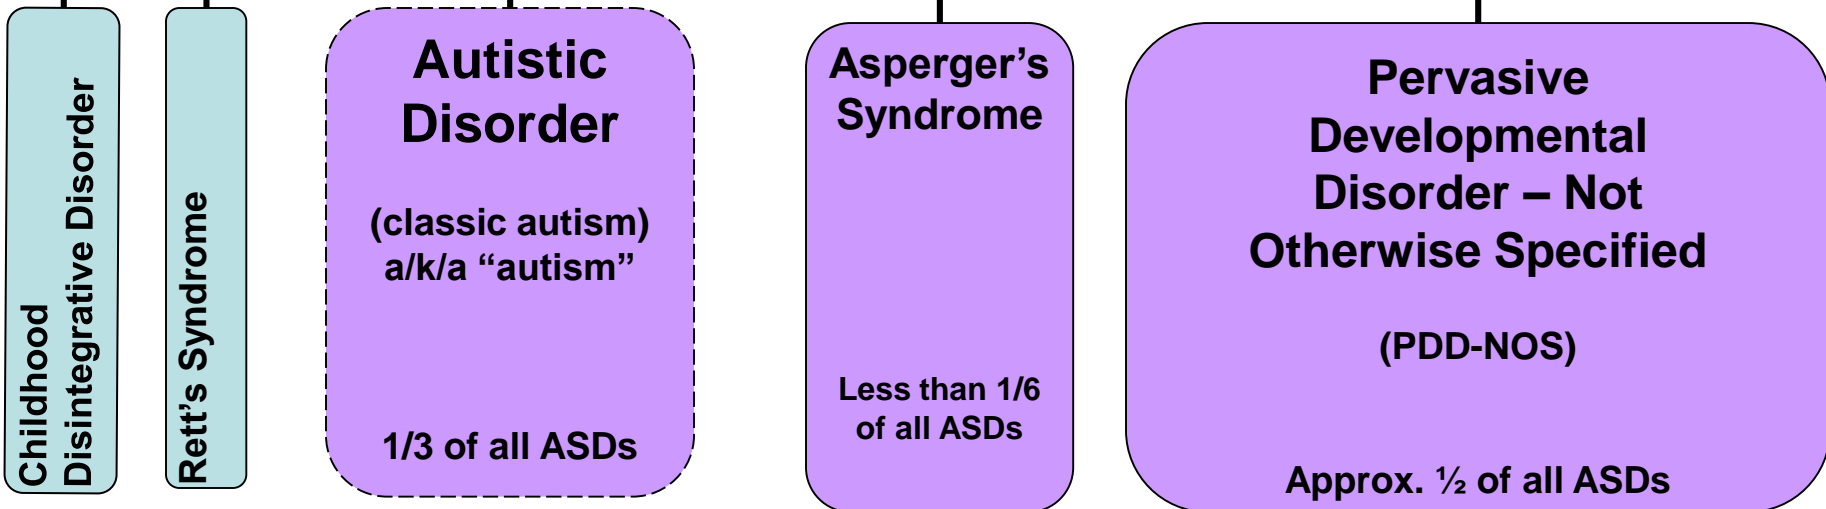 Childhood
Disintegrative Disorder
Rett's Syndrome
Autistic
Disorder
(classic autism)
a/k/a “autism”
1/3 of all ASDs
Asperger’s
Syndrome
Less than 1/6
of all ASDs
Pervasive
Developmental
Disorder – Not
Otherwise Specified
(PDD-NOS)
Approx. ½ of all ASDs